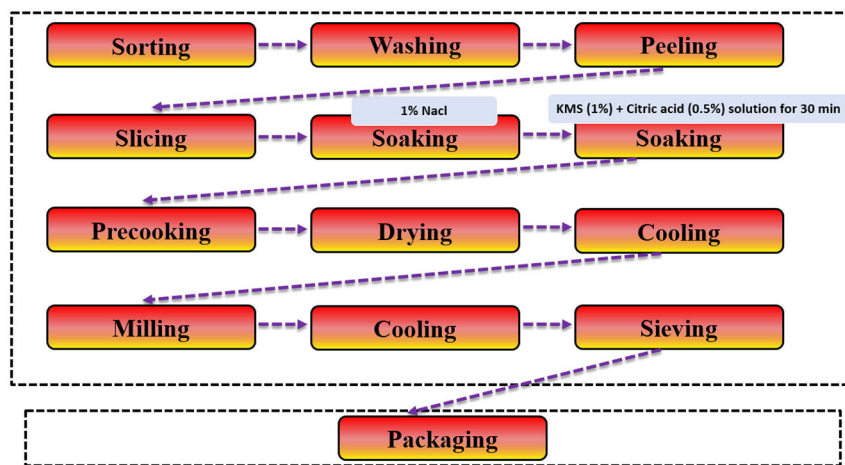 Sorting
Washing
Peeling
1% Nacl
KMS (1%) + Citric acid (0.5%) solution for 30 min
Slicing
Soaking
Soaking
Precooking
Drying
Cooling
Milling
Cooling
Sieving
Packaging